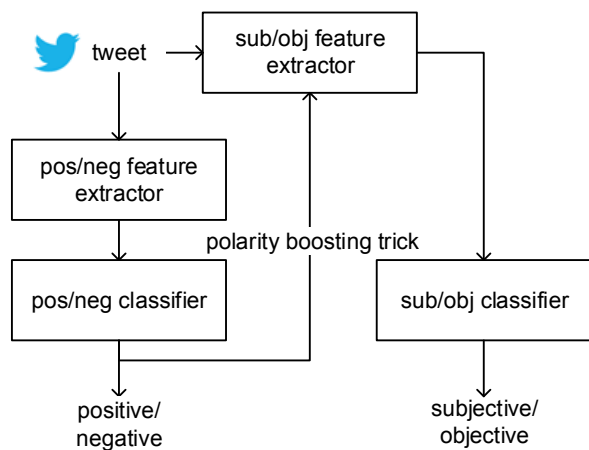 tweet
sub/obj feature
extractor
pos/neg feature
extractor
polarity boosting trick
pos/neg classifier
sub/obj classifier
positive/
negative
subjective/
objective